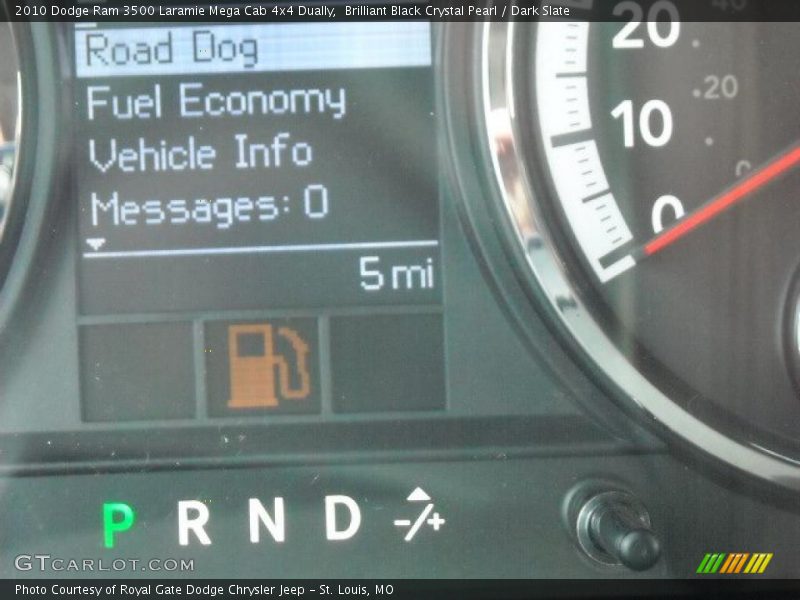 2010 Dodge Ram 3500 Laramie Mega Cab 4x4 Dually, Brilliant Black Crystal Pearl / Dark Slate
Road Dog
Fuel Economy
Vehicle Info
Messages: 0
5 mi
20
20
10
0
0
P R N D -/+
GTCARLOT.COM
Photo Courtesy of Royal Gate Dodge Chrysler Jeep – St. Louis, MO